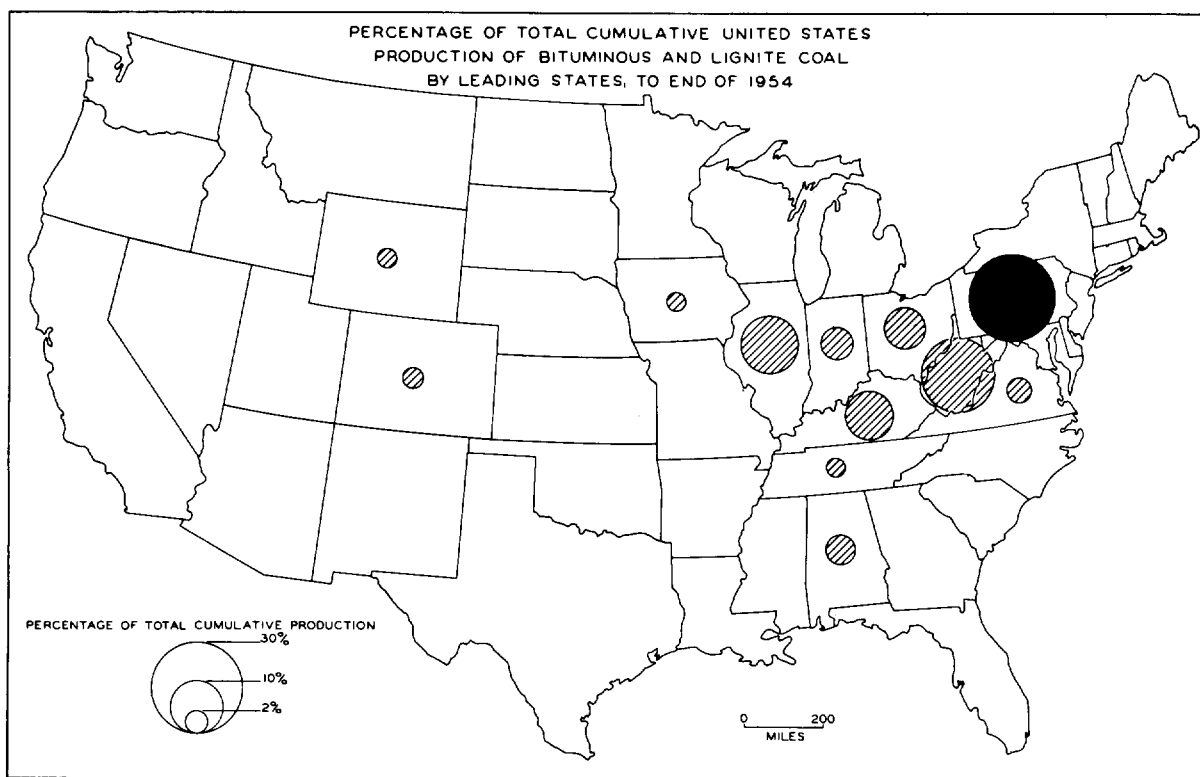 PERCENTAGE OF TOTAL CUMULATIVE UNITED STATES
PRODUCTION OF BITUMINOUS AND LIGNITE COAL
BY LEADING STATES, TO END OF 1954
PERCENTAGE OF TOTAL CUMULATIVE PRODUCTION
30%
10%
2%
0 200
MILES